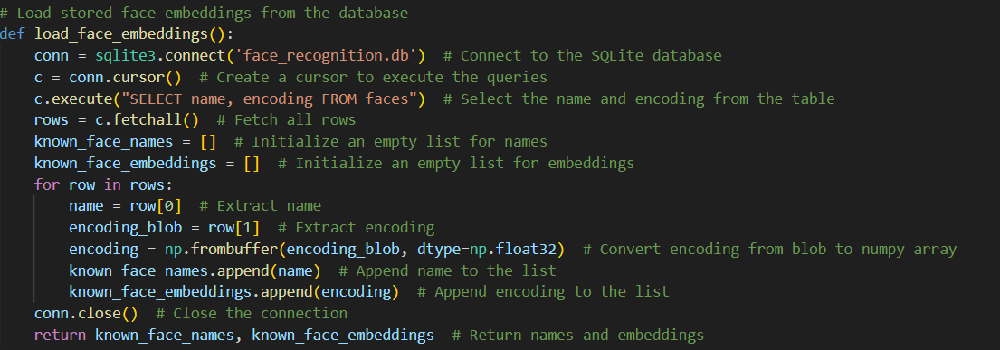 # Load stored face embeddings from the database
def load_face_embeddings():
    conn = sqlite3.connect('face_recognition.db')  # Connect to the SQLite database
    c = conn.cursor()  # Create a cursor to execute the queries
    c.execute("SELECT name, encoding FROM faces")  # Select the name and encoding from the table
    rows = c.fetchall()  # Fetch all rows
    known_face_names = []  # Initialize an empty list for names
    known_face_embeddings = []  # Initialize an empty list for embeddings
    for row in rows:
        name = row[0]  # Extract name
        encoding_blob = row[1]  # Extract encoding
        encoding = np.frombuffer(encoding_blob, dtype=np.float32)  # Convert encoding from blob to numpy array
        known_face_names.append(name)  # Append name to the list
        known_face_embeddings.append(encoding)  # Append encoding to the list
    conn.close()  # Close the connection
    return known_face_names, known_face_embeddings  # Return names and embeddings